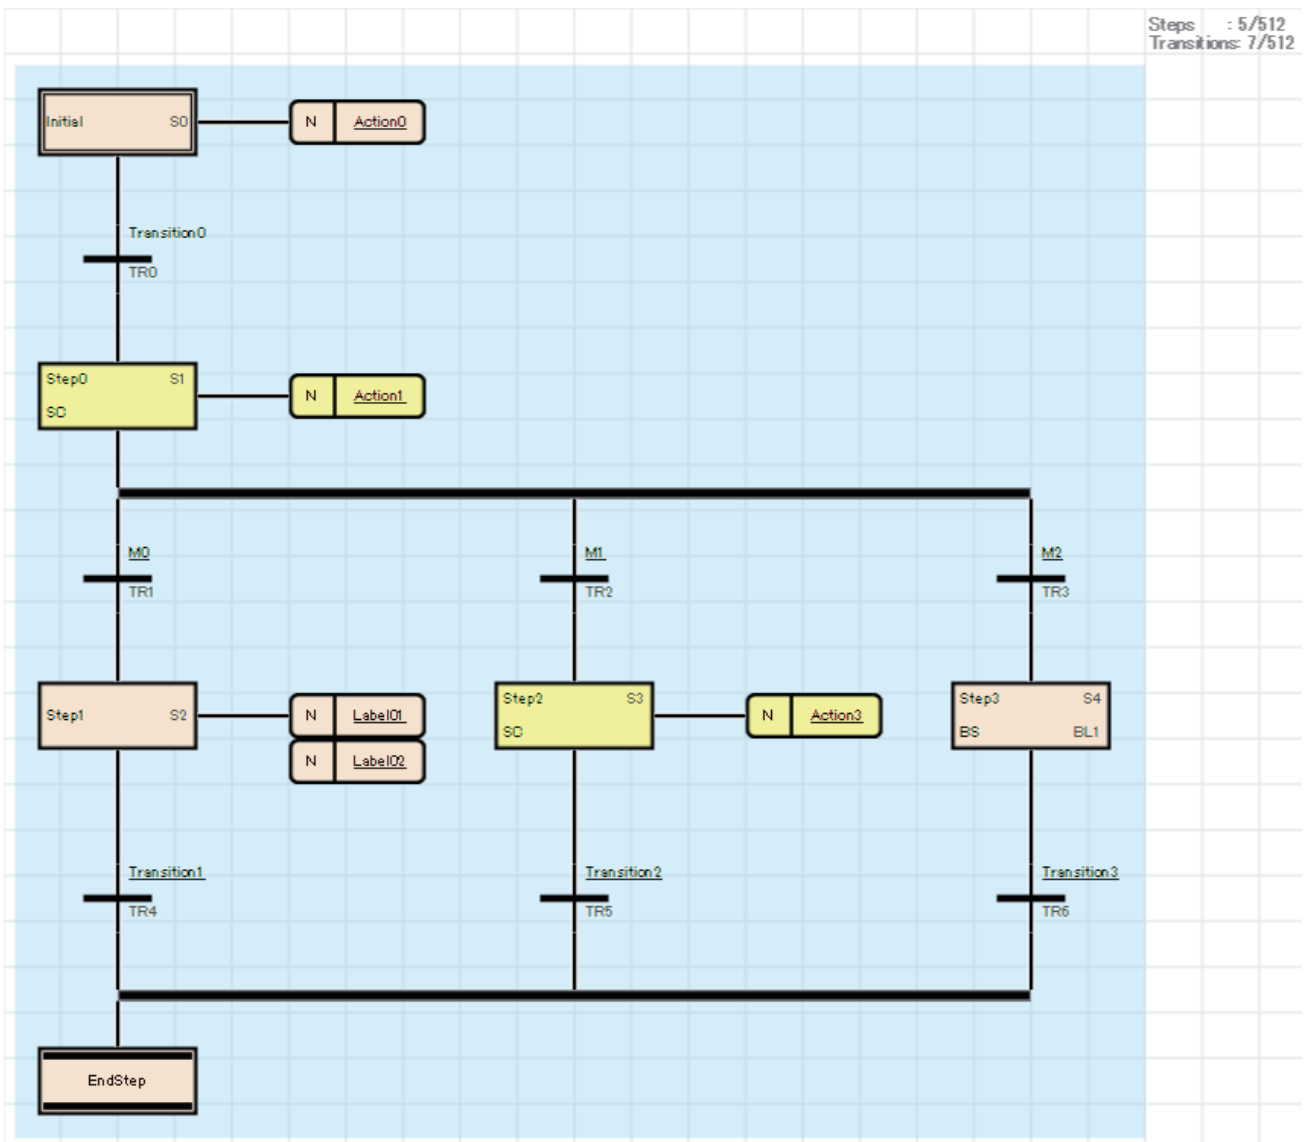 Steps : 5/512
Transitions: 7/512
Initial S0
N Action0
Transition0
TR0
Step0 S1
SC
N Action1
M0
TR1
M1
TR2
M2
TR3
Step1 S2
N Label01
N Label02
Step2 S3
SC
N Action3
Step3 S4
BS BL1
Transition1
TR4
Transition2
TR5
Transition3
TR6
EndStep